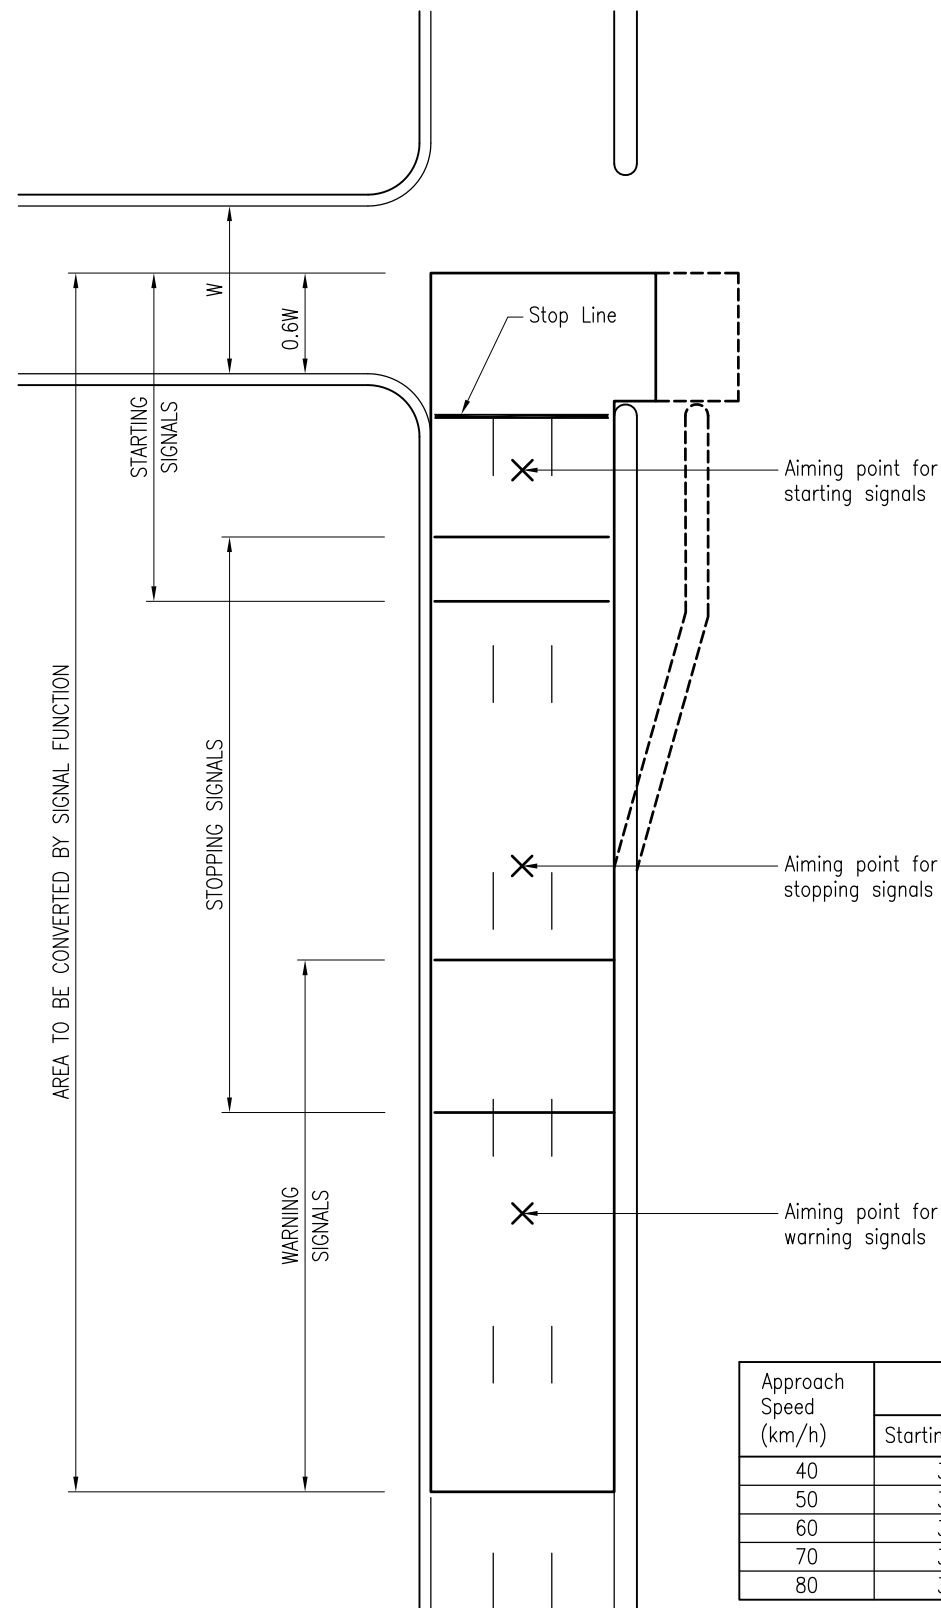 W
0.6W
Stop Line
STARTING
SIGNALS
Aiming point for
starting signals
AREA TO BE CONVERTED BY SIGNAL FUNCTION
STOPPING SIGNALS
Aiming point for
stopping signals
WARNING
SIGNALS
Aiming point for
warning signals
Approach
Speed
(km/h)
40
50
60
70
80